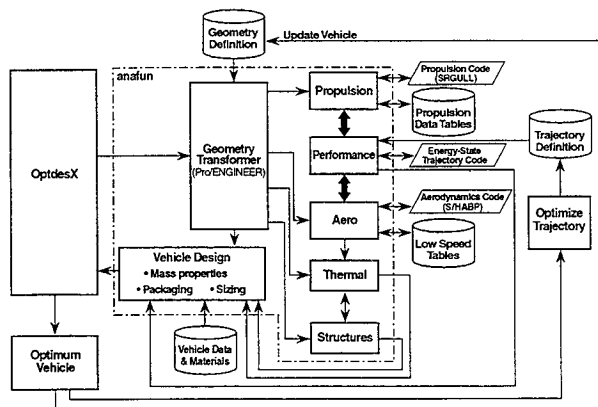 Geometry
Definition
Update Vehicle
anafun
Propulsion
Propulsion Code
(SRGULL)
Propulsion
Data Tables
OptdesX
Geometry
Transformer
(Pro/ENGINEER)
Performance
Energy-State
Trajectory Code
Trajectory
Definition
Aero
Aerodynamics Code
(S/HABP)
Low Speed
Tables
Optimize
Trajectory
Vehicle Design
• Mass properties
• Packaging • Sizing
Thermal
Structures
Vehicle Data
& Materials
Optimum
Vehicle